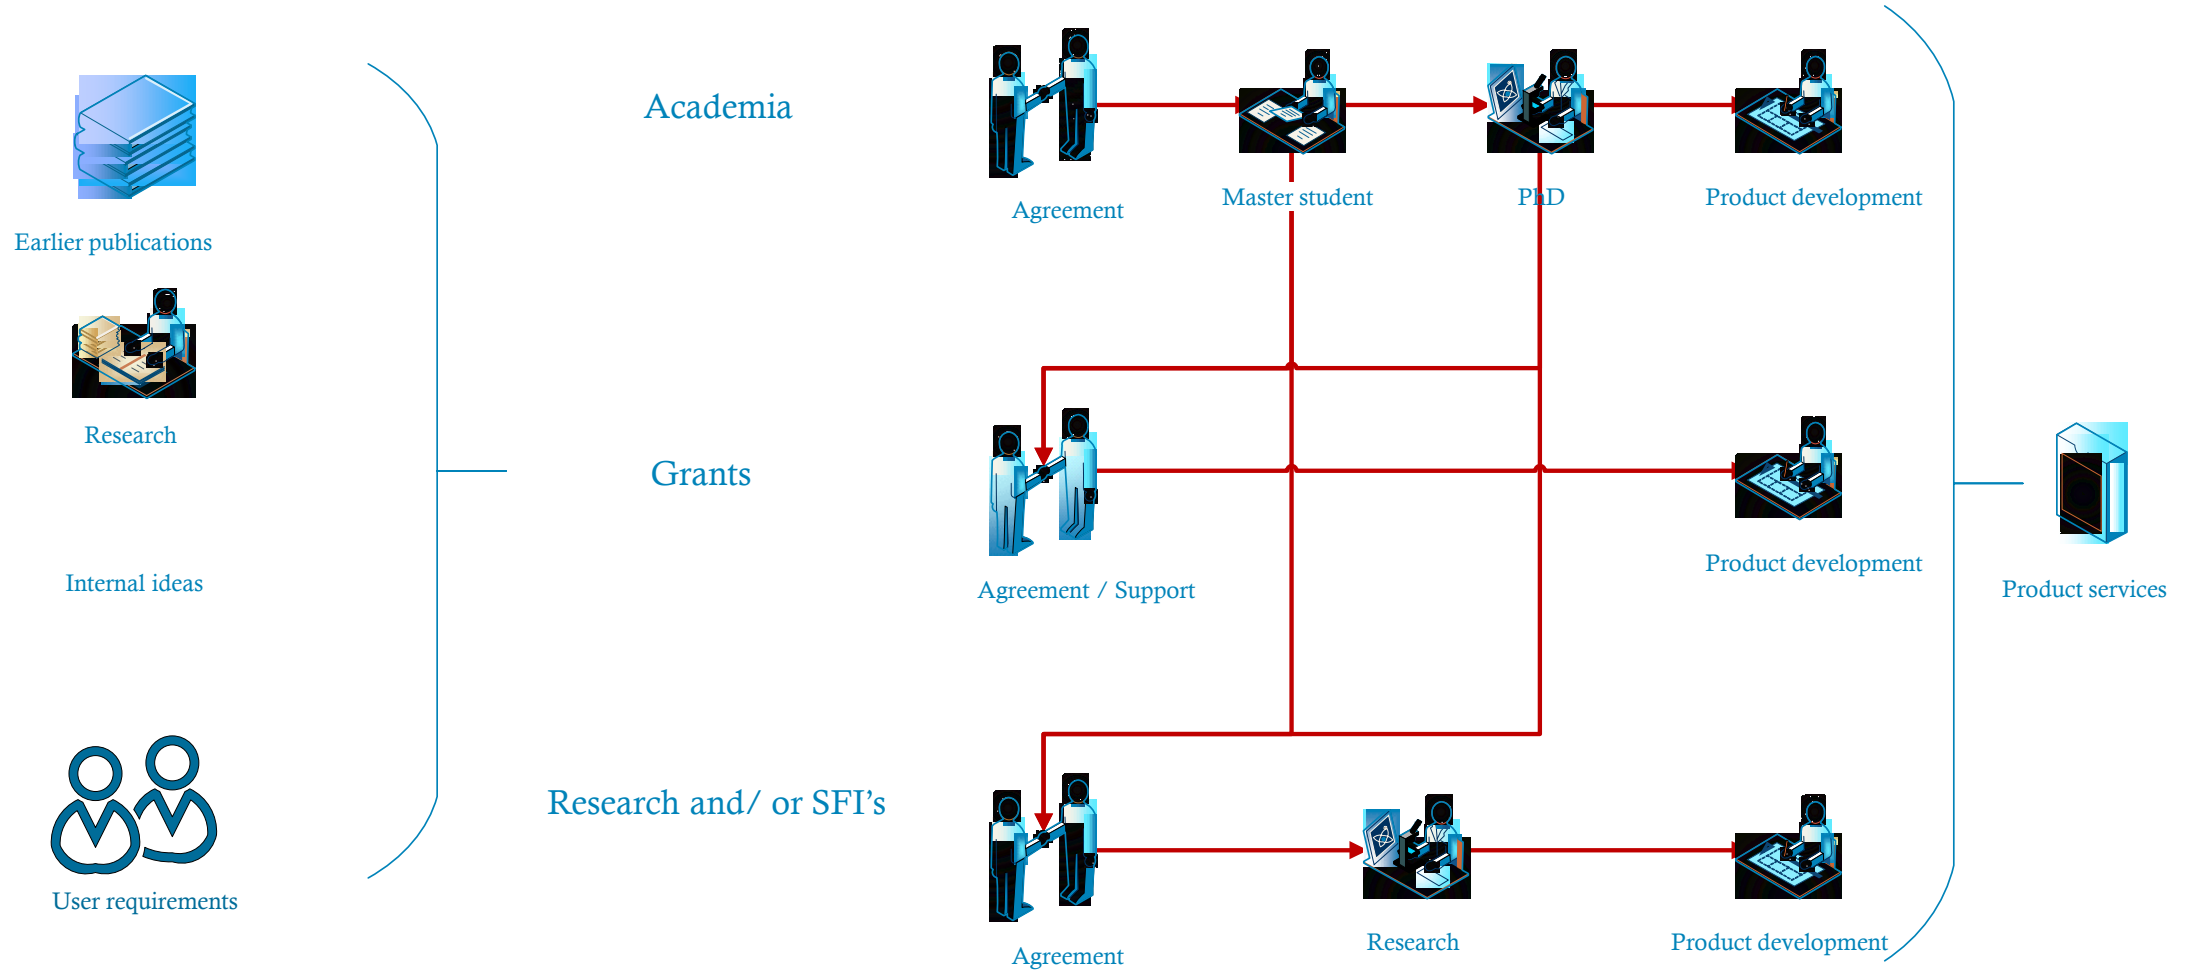 Earlier publications
Research
Internal ideas
User requirements
Academia
Agreement
Master student
PhD
Product development
Grants
Agreement / Support
Product development
Research and/ or SFI's
Agreement
Research
Product development
Product services